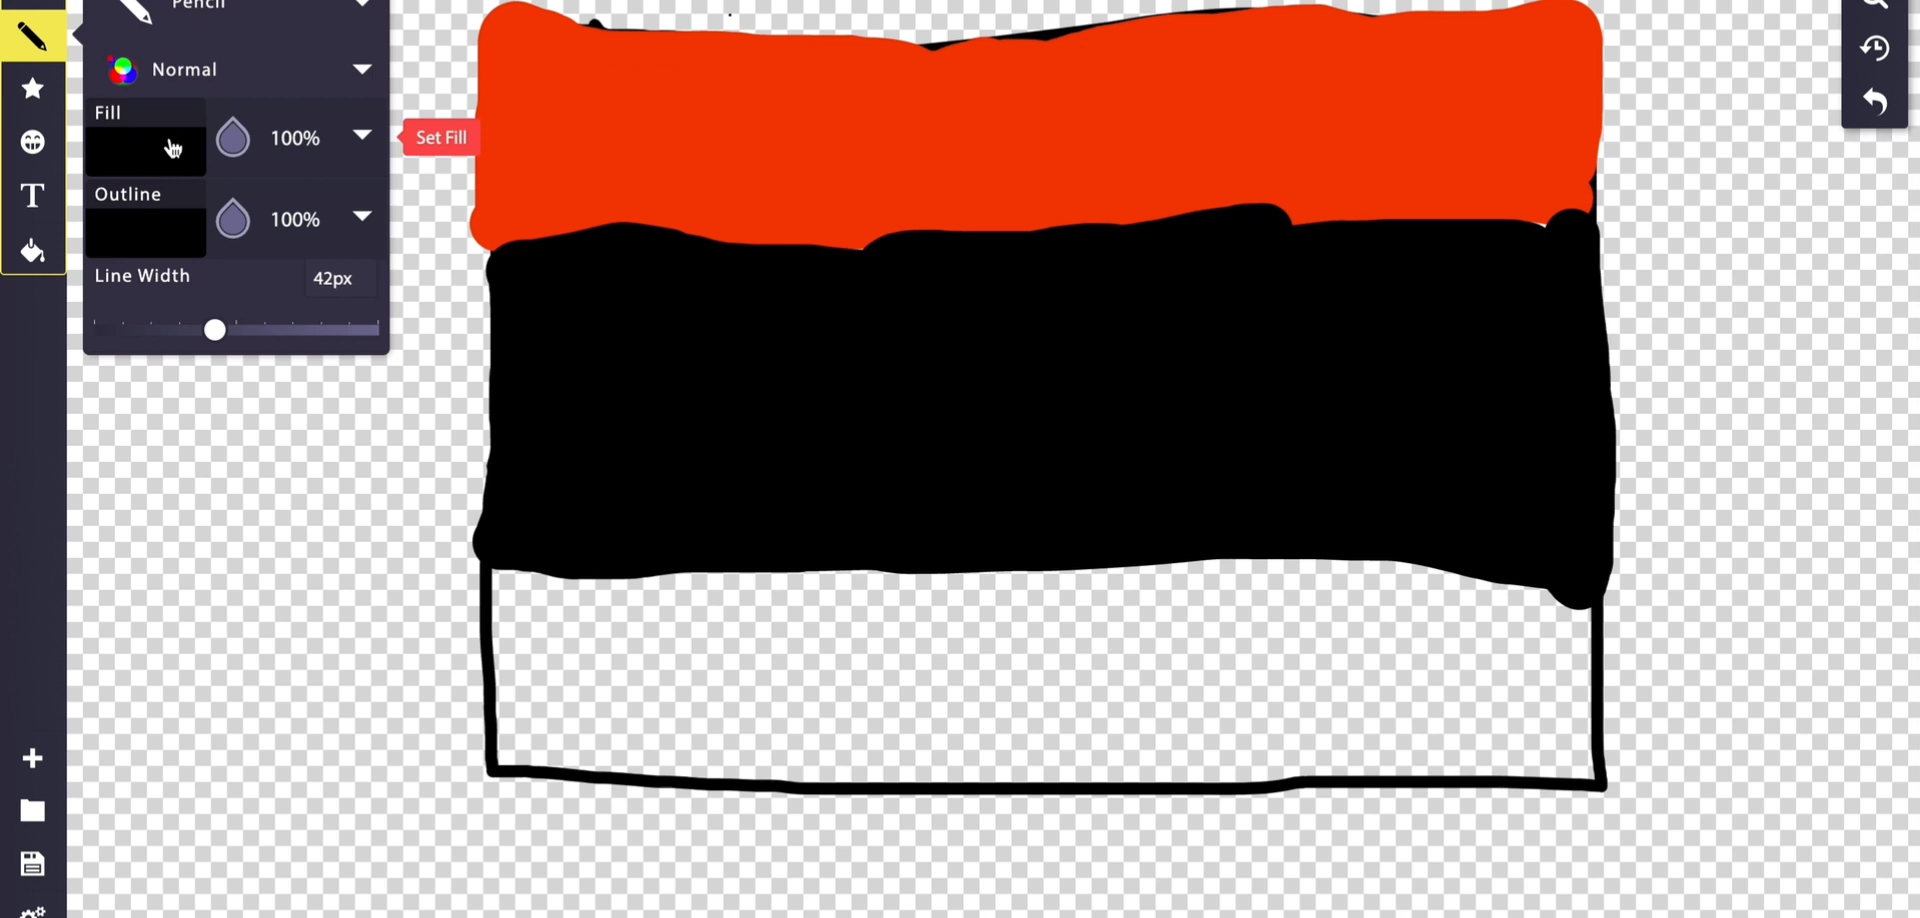 Pencil
Normal
Fill
100%
Set Fill
Outline
100%
Line Width
42px
T